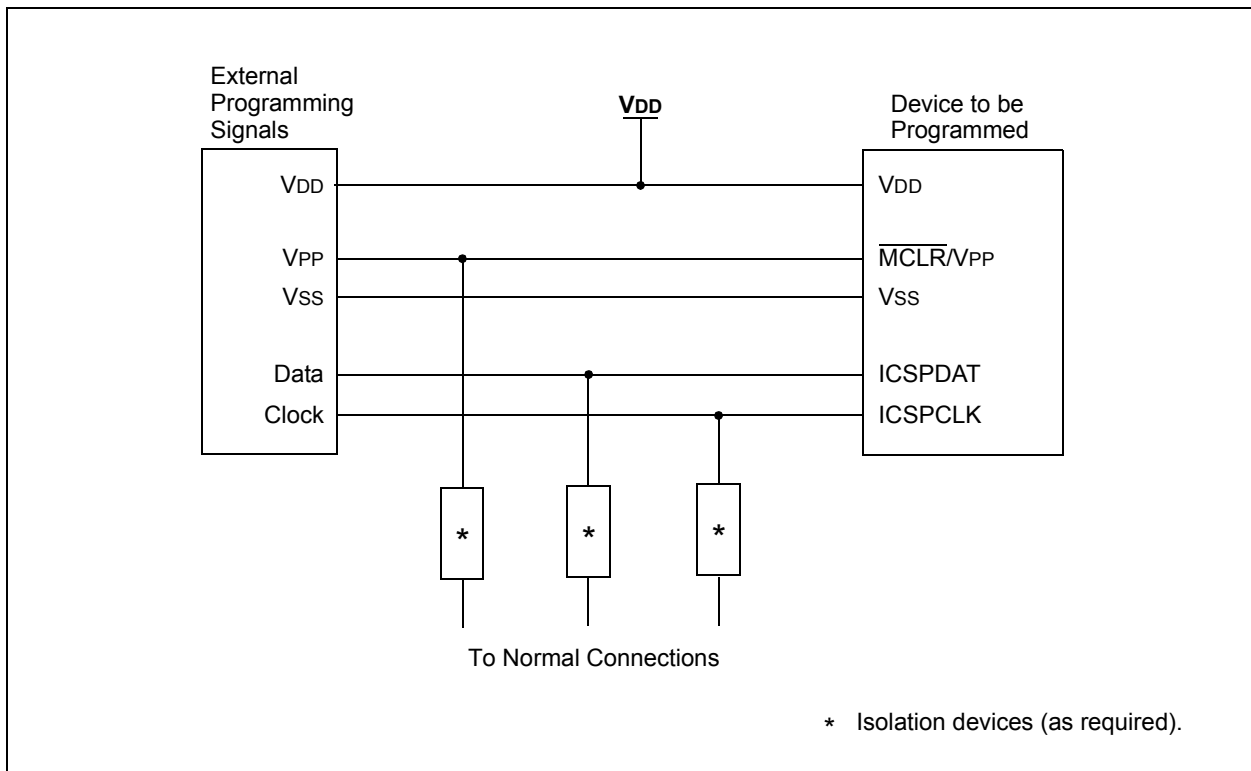 External
Programming
Signals
VDD
Device to be
Programmed
VDD
VPP
VSS
Data
Clock
VDD
MCLR/VPP
VSS
ICSPDAT
ICSPCLK
*
*
*
To Normal Connections
* Isolation devices (as required).